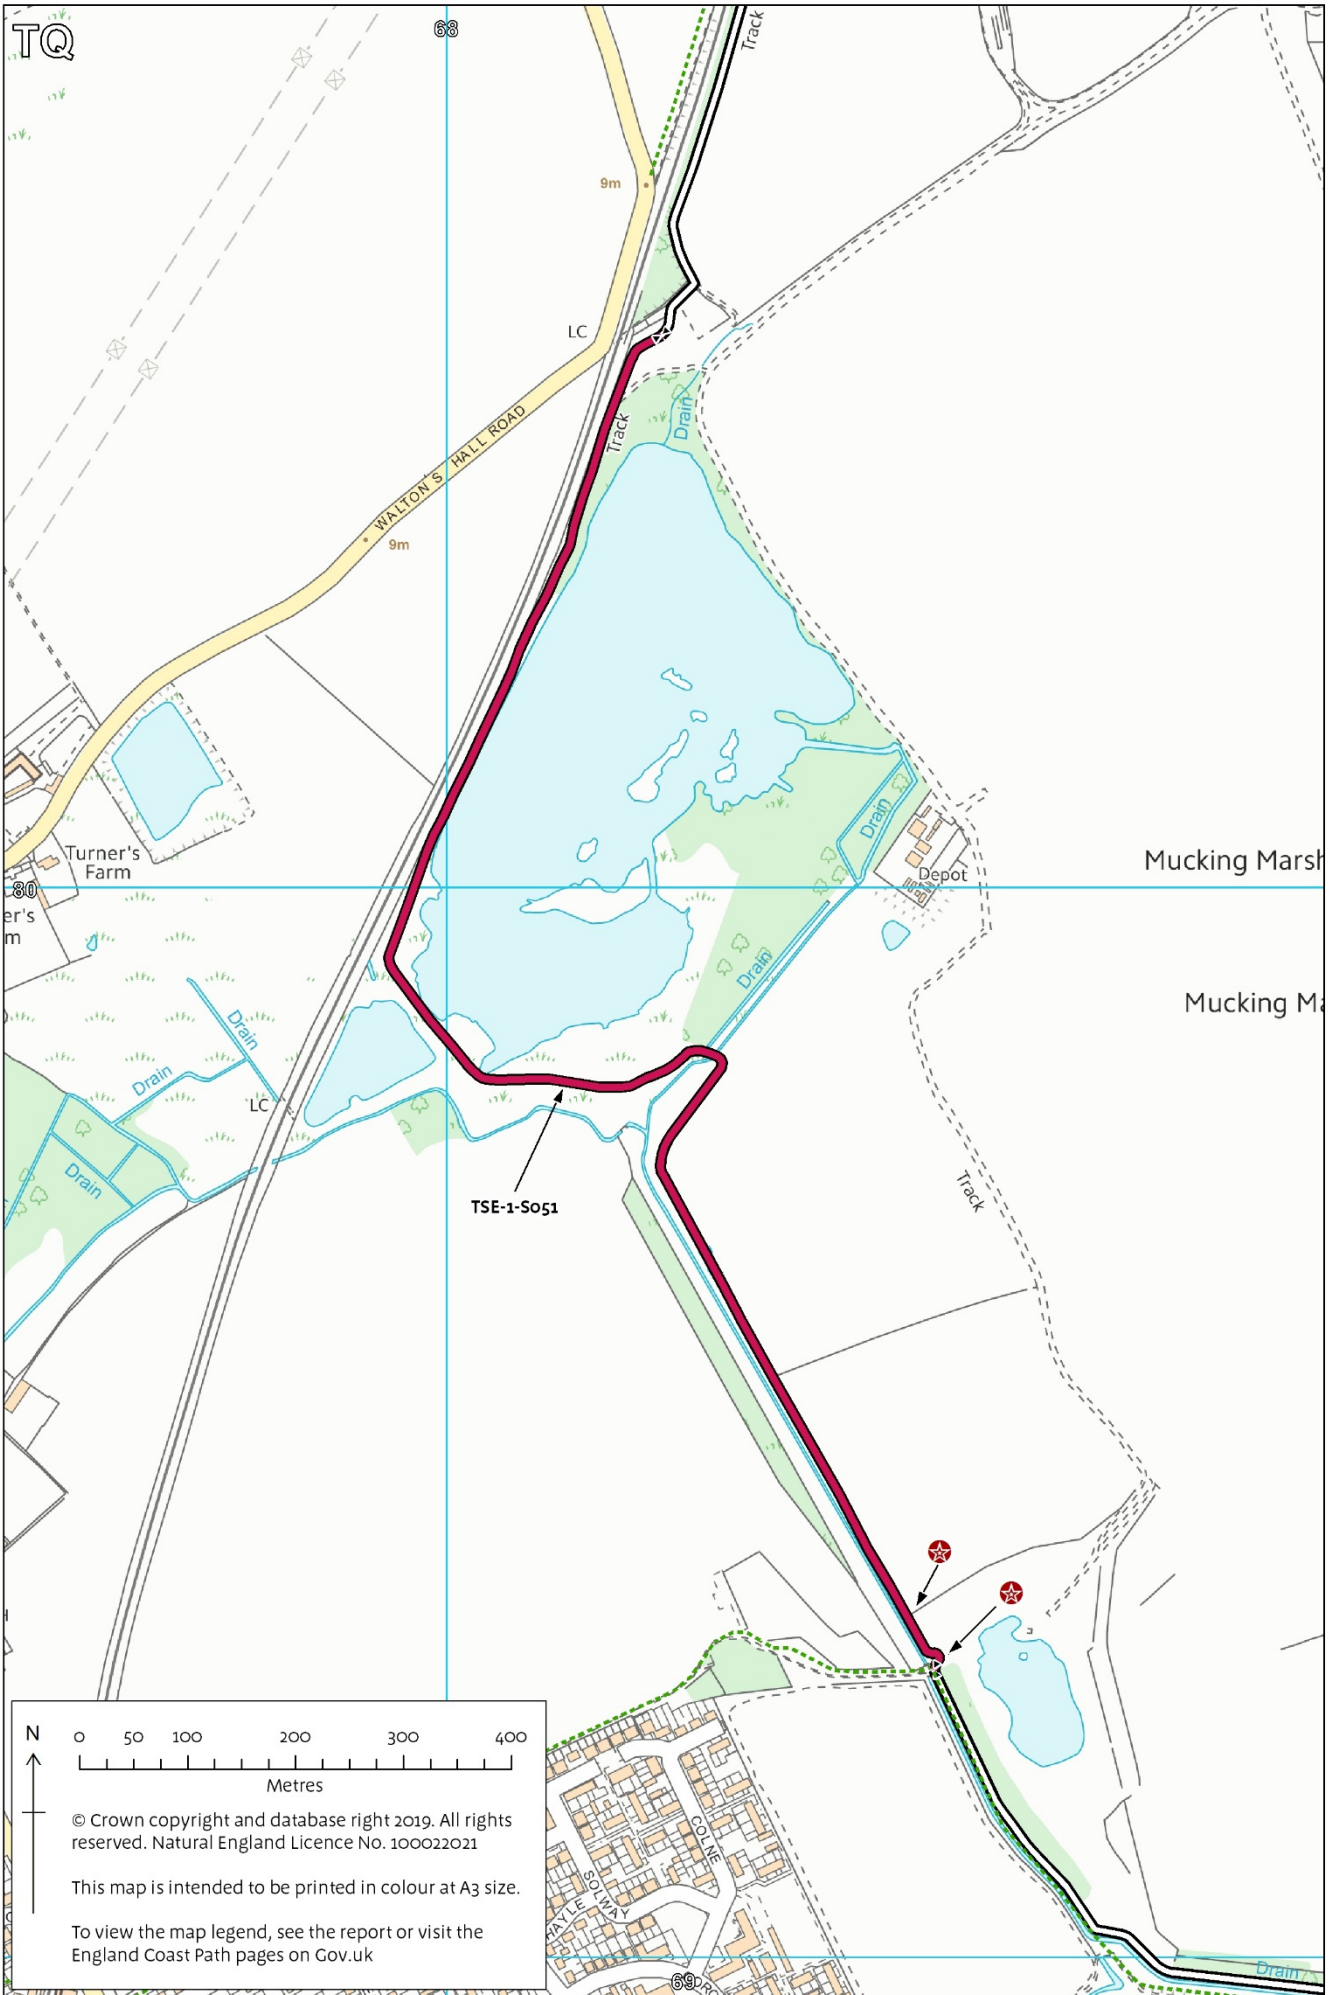 TQ
68
Track
9m
LC
WALTON S HALL ROAD
Track
Drain
9m
Turner's
Farm
80
Drain
Depot
Mucking Marsh
er's
m
Drain
Drain
Mucking Ma
Drain
LC
Drain
TSE-1-S051
Track
N
0 50 100 200 300 400
Metres
© Crown copyright and database right 2019. All rights
reserved. Natural England Licence No. 100022021
This map is intended to be printed in colour at A3 size.
To view the map legend, see the report or visit the
England Coast Path pages on Gov.uk
COLNE
SOLWAY
HAYLE
Drain
69